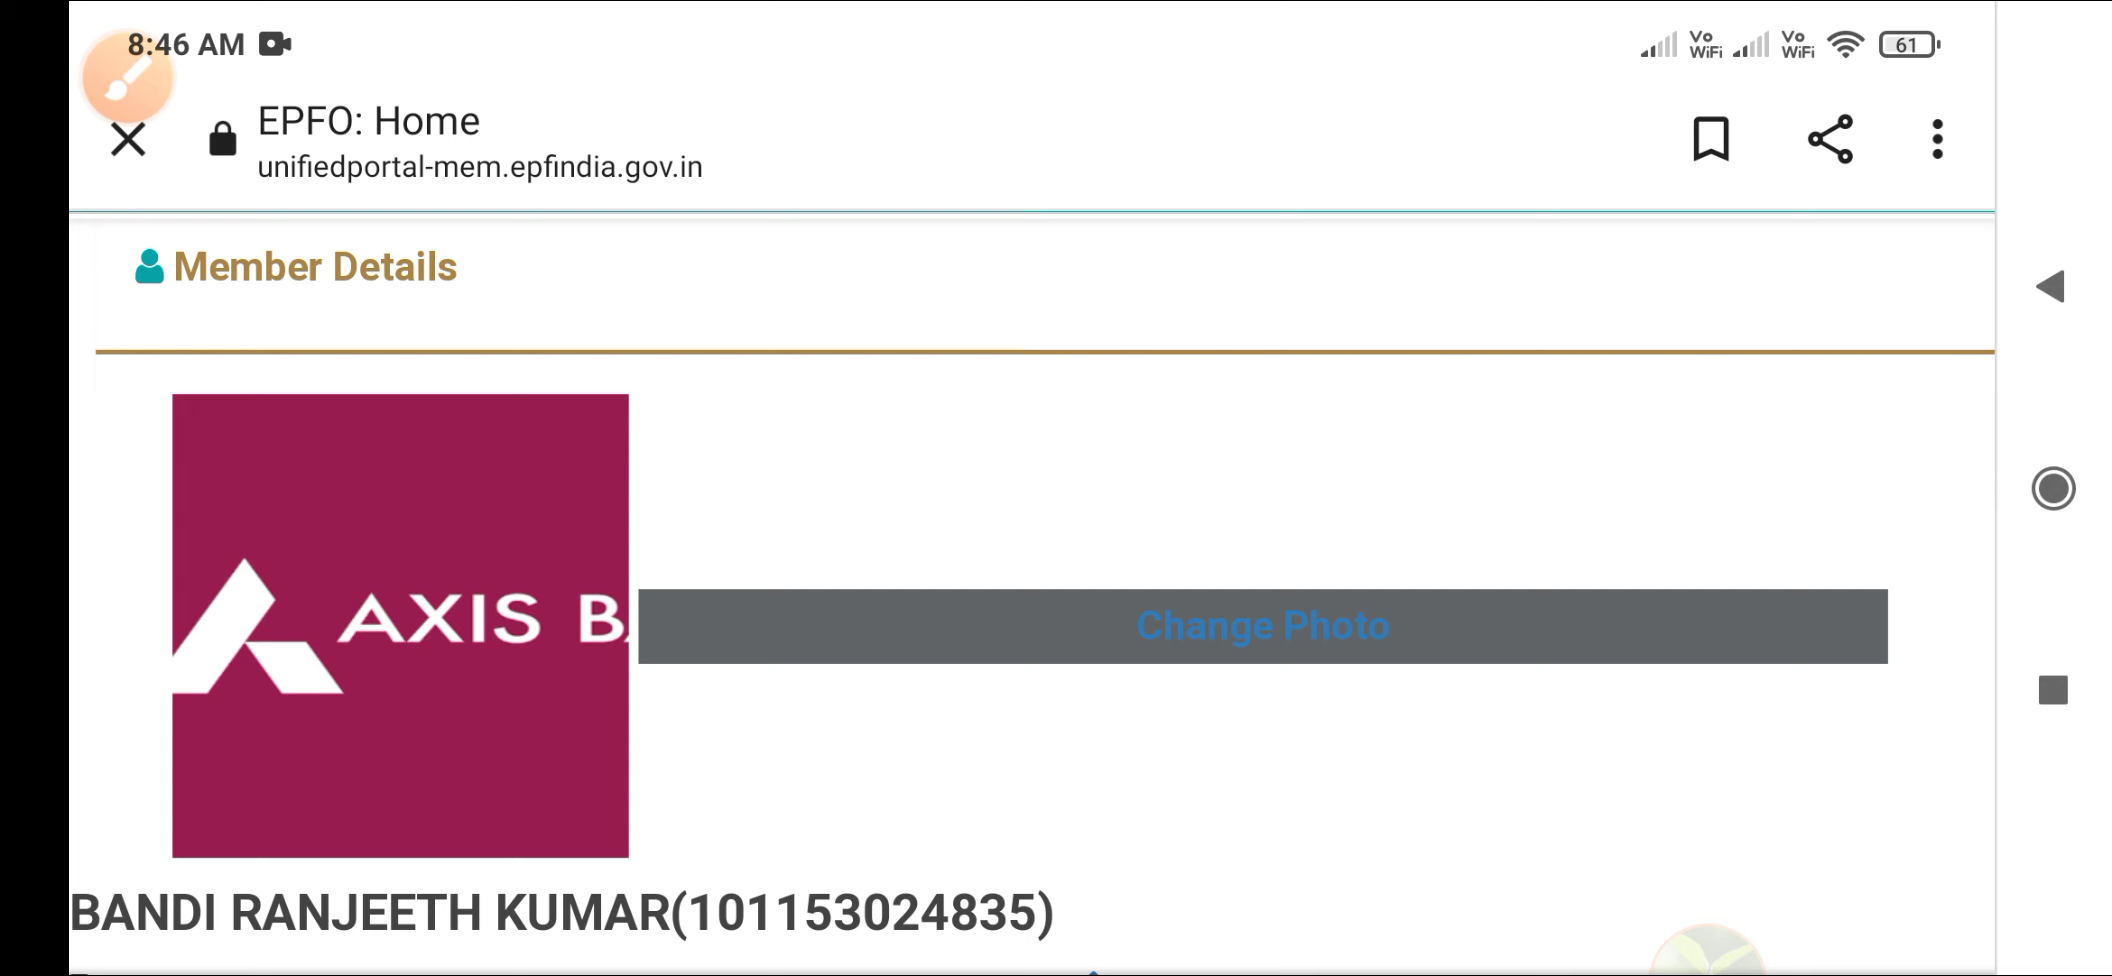 8:46 AM
Vo WiFi Vo WiFi 61
EPFO: Home
unifiedportal-mem.epfindia.gov.in
Member Details
AXIS B
Change Photo
BANDI RANJEETH KUMAR(101153024835)